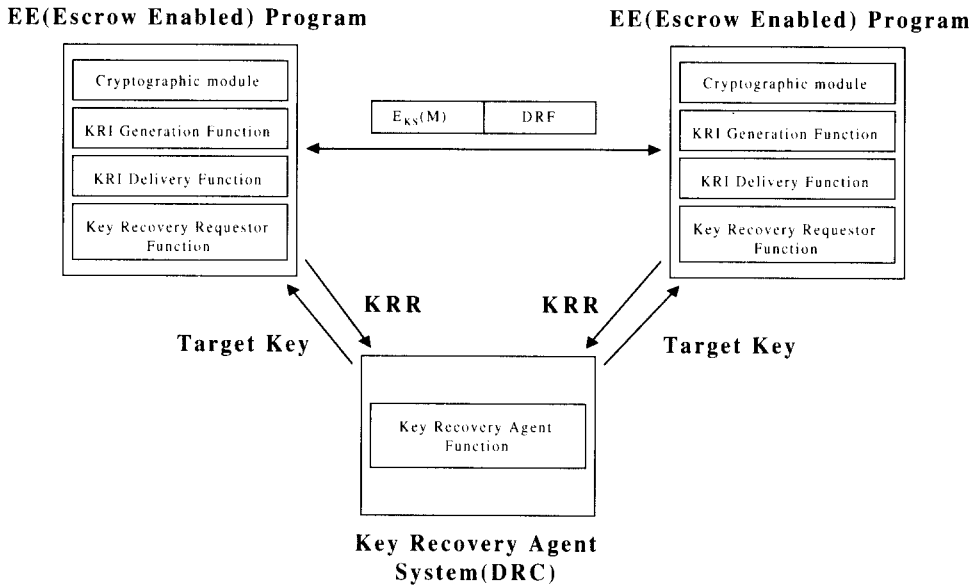 EE(Escrow Enabled) Program
Cryptographic module
KRI Generation Function
KRI Delivery Function
Key Recovery Requestor
Function
EE(Escrow Enabled) Program
Cryptographic module
KRI Generation Function
KRI Delivery Function
Key Recovery Requestor
Function
E_KS(M)
DRF
KRR
KRR
Target Key
Target Key
Key Recovery Agent
Function
Key Recovery Agent
System(DRC)